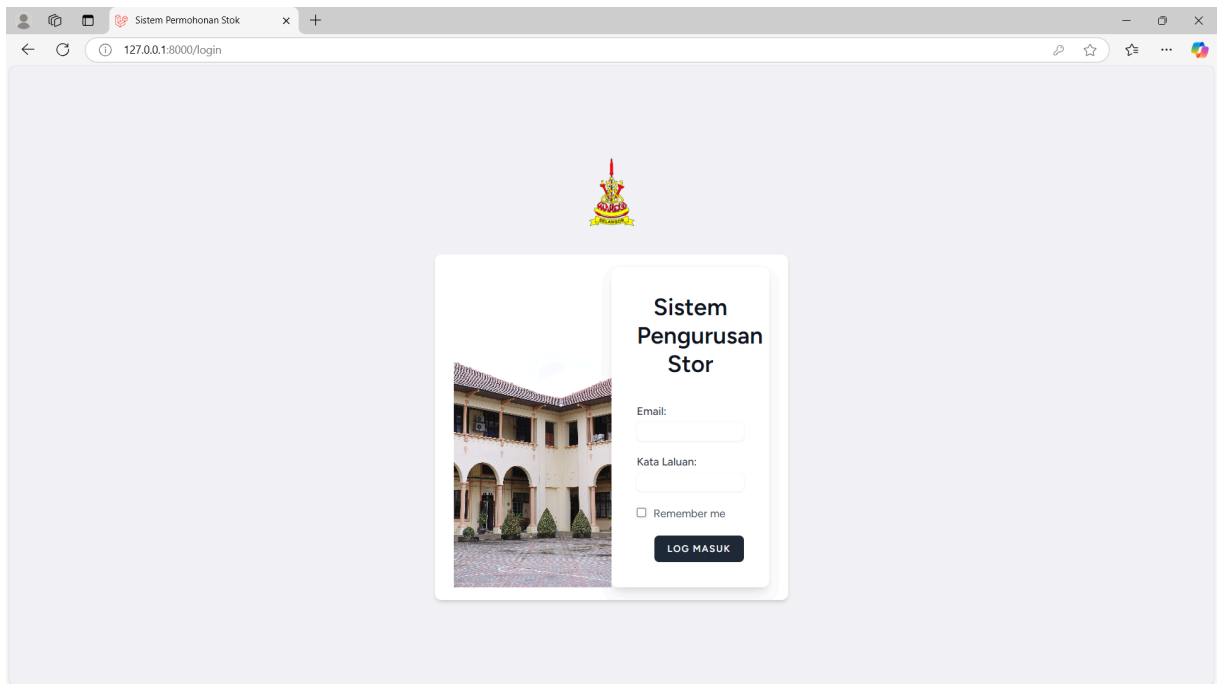 Sistem Permohonan Stok
127.0.0.1:8000/login
SELANGOR
Sistem
Pengurusan
Stor
Email:
Kata Laluan:
Remember me
LOG MASUK